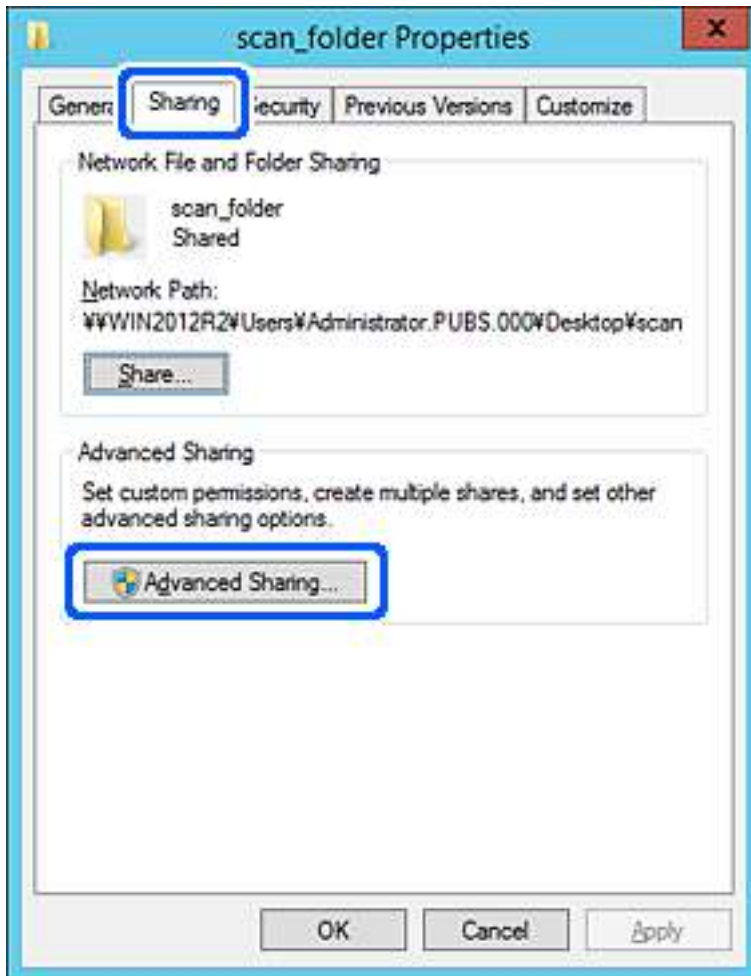 scan_folder Properties
x
General Sharing Security Previous Versions Customize
Network File and Folder Sharing
scan_folder
Shared
Network Path:
¥¥WIN2012R2¥Users¥Administrator.PUBS.000¥Desktop¥scan
Share...
Advanced Sharing
Set custom permissions, create multiple shares, and set other
advanced sharing options.
Advanced Sharing...
OK Cancel Apply